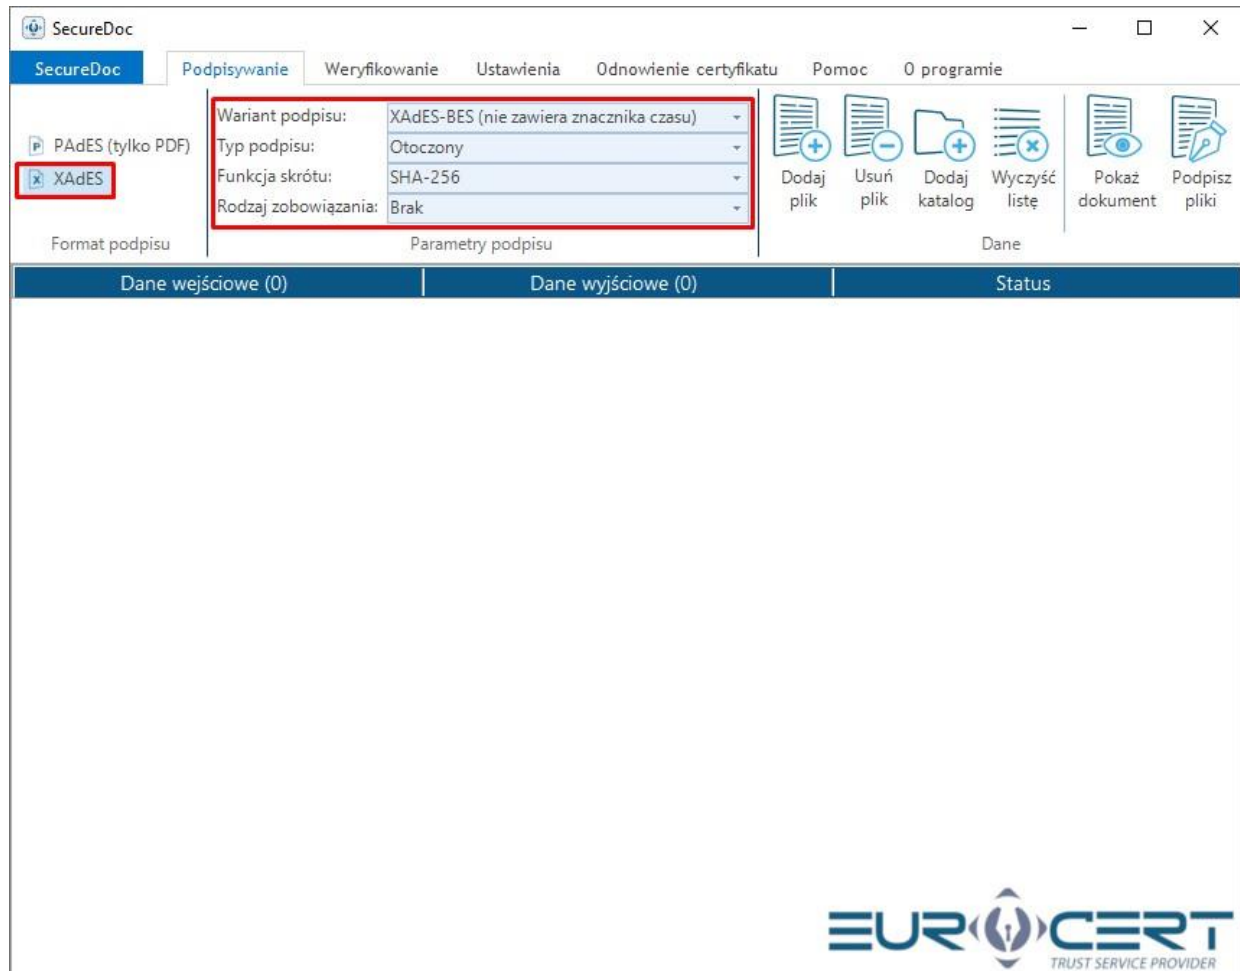 SecureDoc
SecureDoc Podpisywanie Weryfikowanie Ustawienia Odnowienie certyfikatu Pomoc O programie
PAdES (tylko PDF)
XAdES
Format podpisu
Wariant podpisu: XAdES-BES (nie zawiera znacznika czasu)
Typ podpisu: Otoczony
Funkcja skrótu: SHA-256
Rodzaj zobowiązania: Brak
Parametry podpisu
Dodaj plik
Usuń plik
Dodaj katalog
Wyczyść listę
Pokaż dokument
Podpisz pliki
Dane
Dane wejściowe (0) Dane wyjściowe (0) Status
EUROCERT
TRUST SERVICE PROVIDER